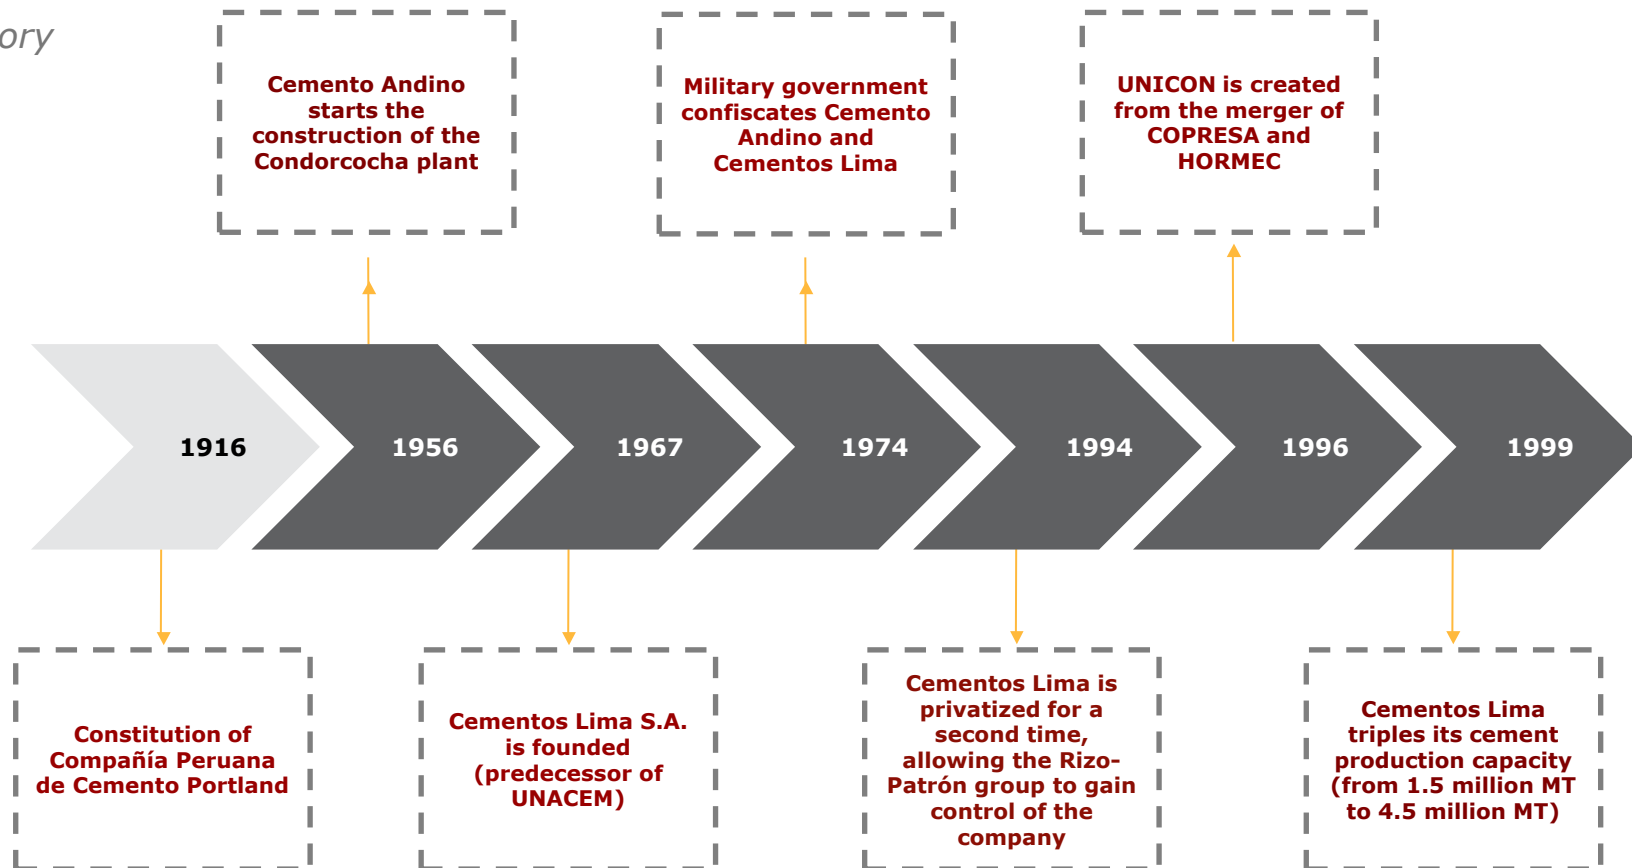 ory
Cemento Andino
starts the
construction of the
Condorcocha plant
Military government
confiscates Cemento
Andino and
Cementos Lima
UNICON is created
from the merger of
COPRESA and
HORMEC
1916
1956
1967
1974
1994
1996
1999
Constitution of
Compañía Peruana
de Cemento Portland
Cementos Lima S.A.
is founded
(predecessor of
UNACEM)
Cementos Lima is
privatized for a
second time,
allowing the Rizo-
Patrón group to gain
control of the
company
Cementos Lima
triples its cement
production capacity
(from 1.5 million MT
to 4.5 million MT)